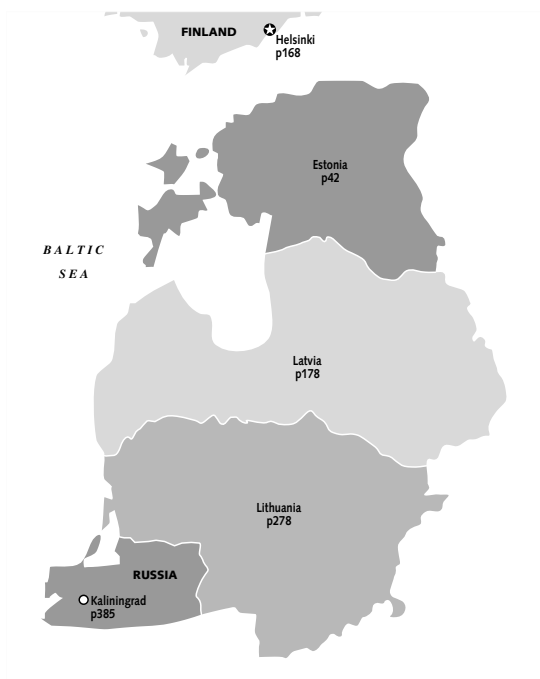 FINLAND
Helsinki
p168
Estonia
p42
BALTIC
SEA
Latvia
p178
Lithuania
p278
RUSSIA
Kaliningrad
p385